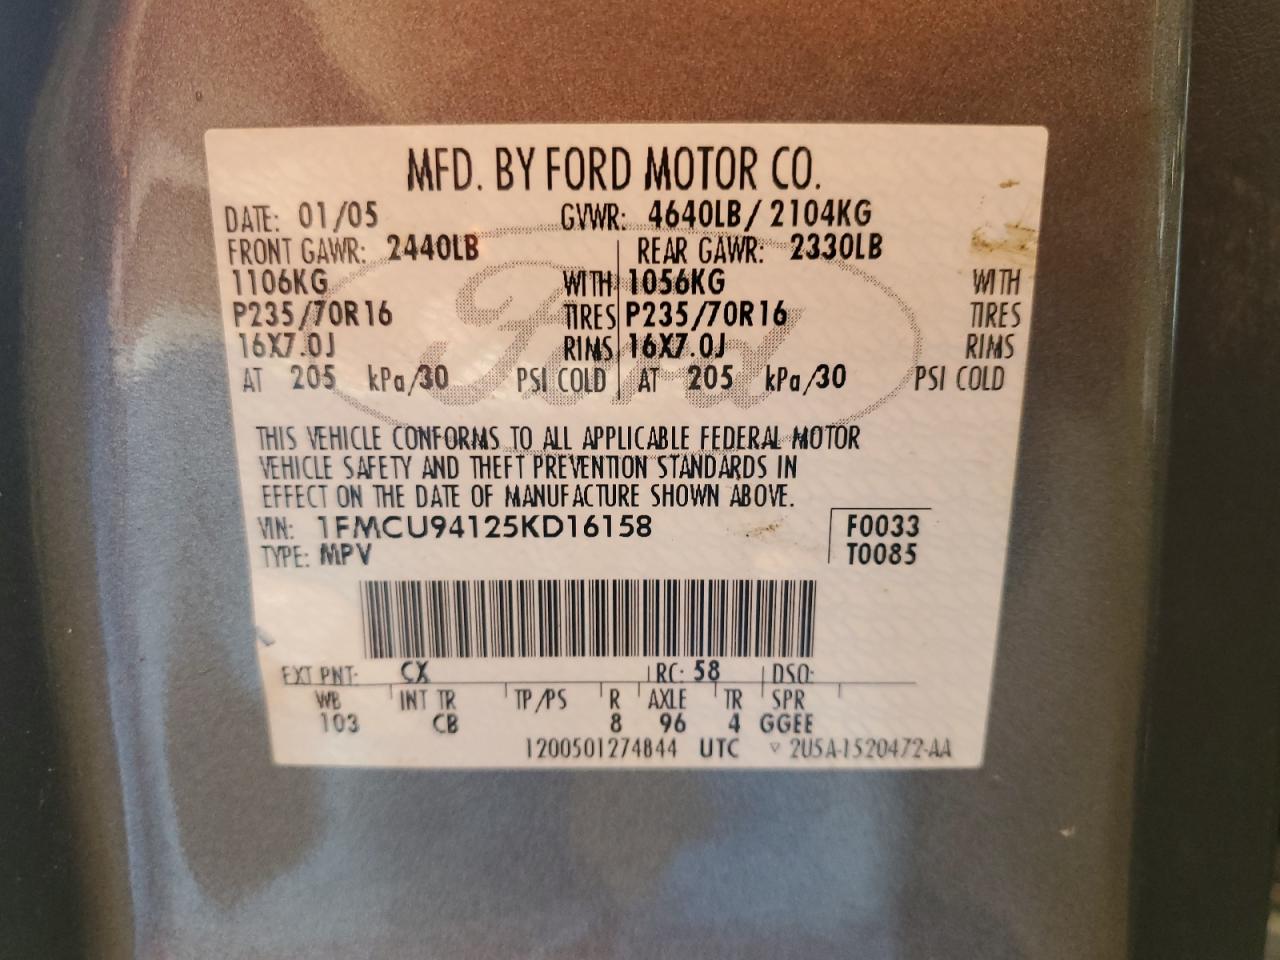 MFD. BY FORD MOTOR CO.
DATE: 01/05 GVWR: 4640LB/ 2104KG
FRONT GAWR: 2440LB REAR GAWR: 2330LB
1106KG WITH 1056KG WITH
P235/70R16 TIRES P235/70R16 TIRES
16X7.0J RIMS 16X7.0J RIMS
AT 205 kPa/30 PSI COLD AT 205 kPa/30 PSI COLD
Ford
THIS VEHICLE CONFORMS TO ALL APPLICABLE FEDERAL MOTOR
VEHICLE SAFETY AND THEFT PREVENTION STANDARDS IN
EFFECT ON THE DATE OF MANUFACTURE SHOWN ABOVE.
VIN: 1FMCU94125KD16158 F0033
TYPE: MPV T0085
EXT PNT: CX RC: 58 DSO:
WB INT TR TP/PS R AXLE TR SPR
103 CB 8 96 4 GGEE
1200501274844 UTC ▽ 2U5A-1520472-AA